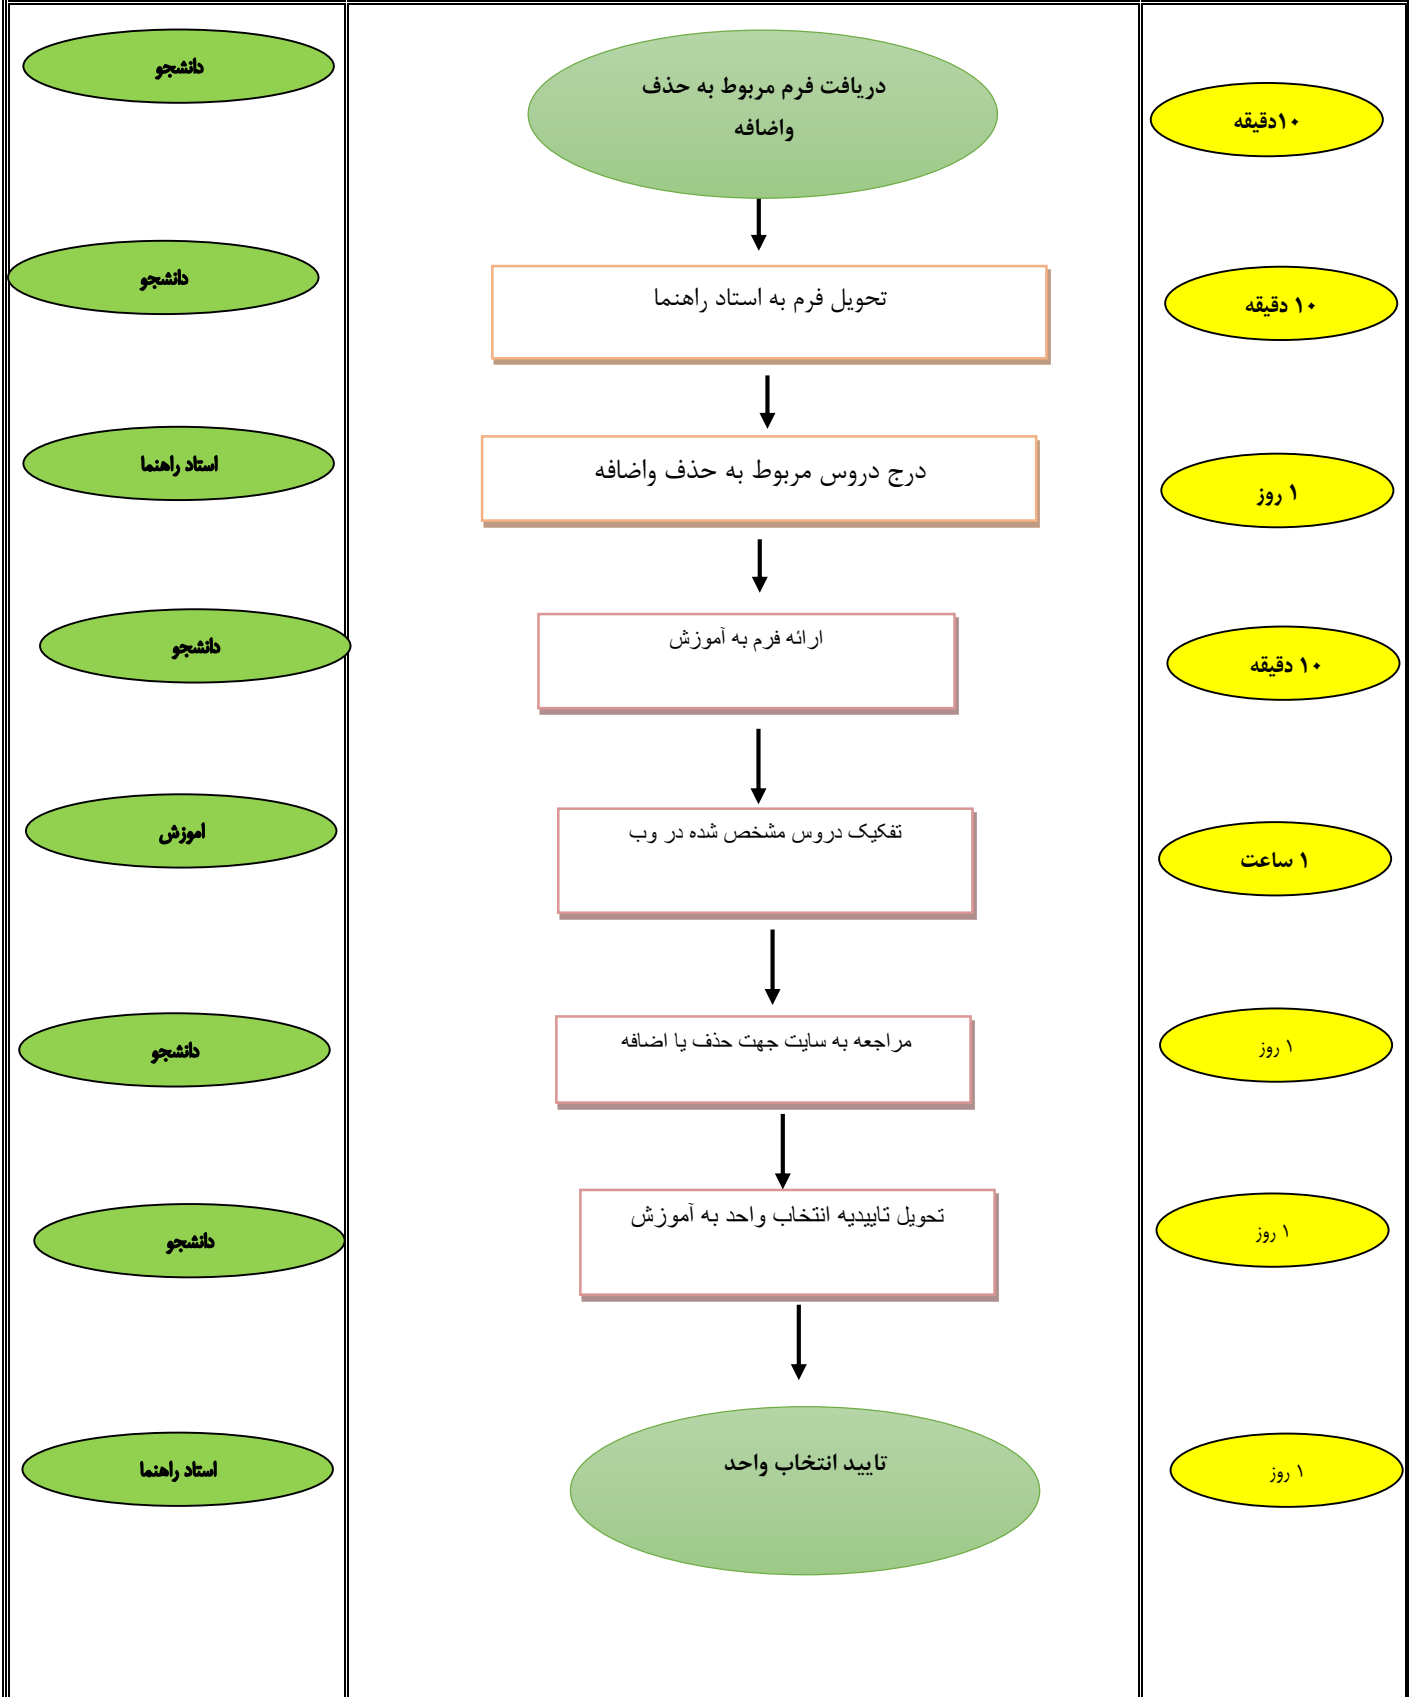 ۱۰دقیقه
دریافت فرم مربوط به حذف
واضافه
دانشجو
۱۰ دقیقه
تحویل فرم به استاد راهنما
دانشجو
۱ روز
درج دروس مربوط به حذف واضافه
استاد راهنما
۱۰ دقیقه
ارائه فرم به آموزش
دانشجو
۱ ساعت
تفکیک دروس مشخص شده در وب
اموزش
۱ روز
مراجعه به سایت جهت حذف یا اضافه
دانشجو
۱ روز
تحویل تاییدیه انتخاب واحد به آموزش
دانشجو
۱ روز
تایید انتخاب واحد
استاد راهنما